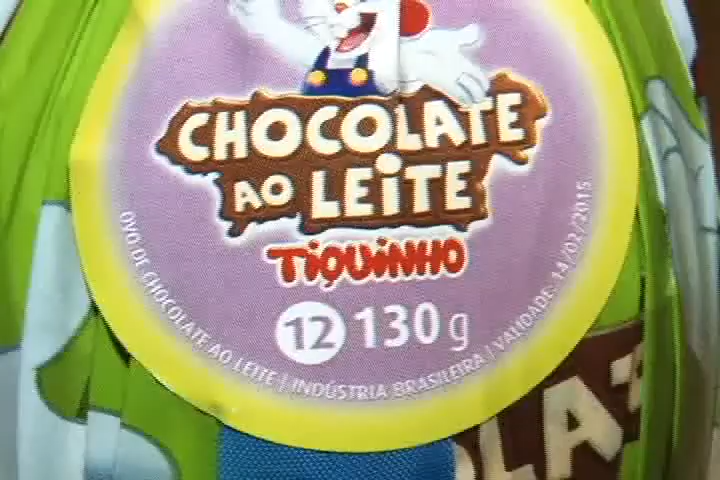 CHOCOLATE
AO LEITE
TIQUINHO
12 130 g
OVO DE CHOCOLATE AO LEITE | INDÚSTRIA BRASILEIRA | VALIDADE: 14/02/2015